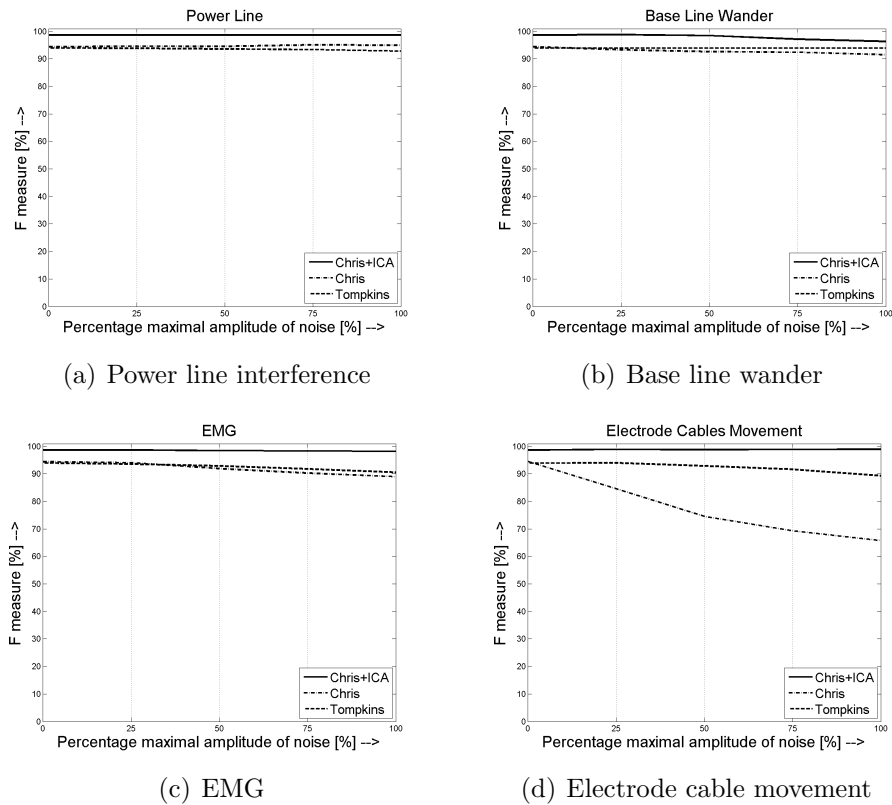 Power Line
100
90
80
70
60
50
40
30
20
10
0
F measure [%] -->
Chris+ICA
Chris
Tompkins
0 25 50 75 100
Percentage maximal amplitude of noise [%] -->
(a) Power line interference
Base Line Wander
100
90
80
70
60
50
40
30
20
10
0
F measure [%] -->
Chris+ICA
Chris
Tompkins
0 25 50 75 100
Percentage maximal amplitude of noise [%] -->
(b) Base line wander
EMG
100
90
80
70
60
50
40
30
20
10
0
F measure [%] -->
Chris+ICA
Chris
Tompkins
0 25 50 75 100
Percentage maximal amplitude of noise [%] -->
(c) EMG
Electrode Cables Movement
100
90
80
70
60
50
40
30
20
10
0
F measure [%] -->
Chris+ICA
Chris
Tompkins
0 25 50 75 100
Percentage maximal amplitude of noise [%] -->
(d) Electrode cable movement